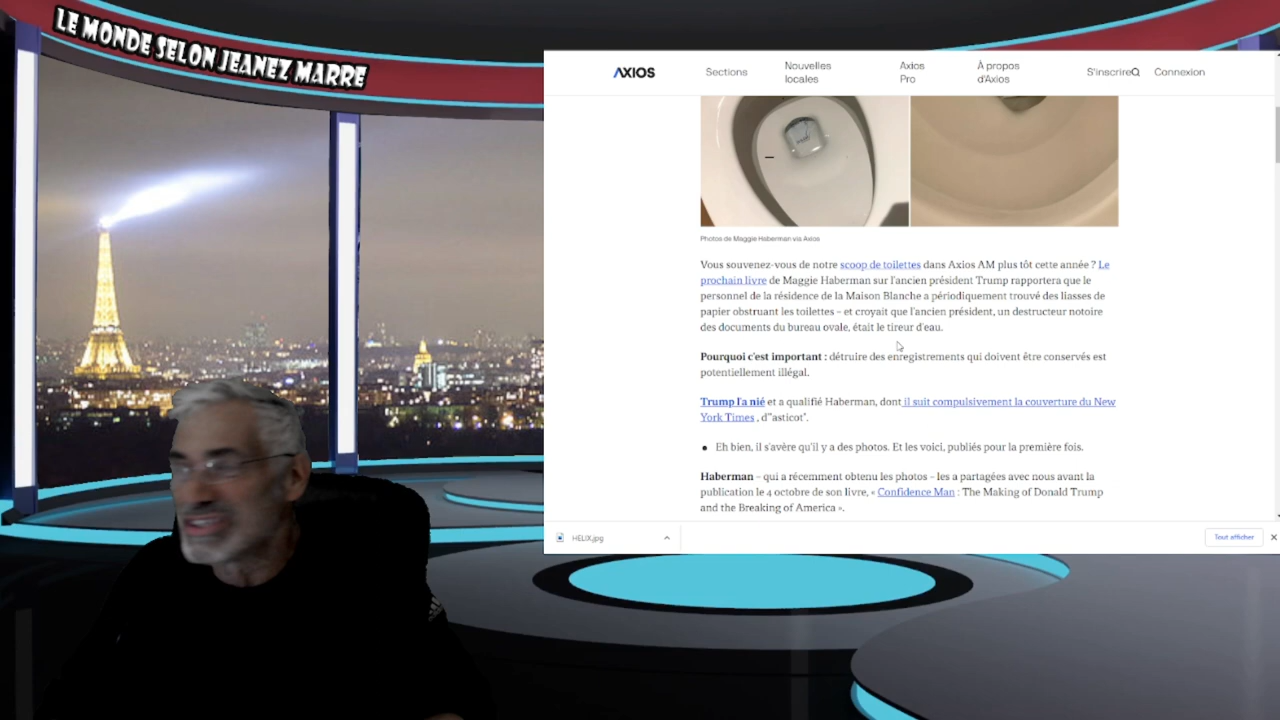 LE MONDE SELON JEANEZ MARRE
AXIOS
Sections
Nouvelles
locales
Axios
Pro
À propos
d'Axios
S'inscrire
Connexion
Photos de Maggie Haberman via Axios
Vous souvenez-vous de notre scoop de toilettes dans Axios AM plus tôt cette année ? Le
prochain livre de Maggie Haberman sur l'ancien président Trump rapportera que le
personnel de la résidence de la Maison Blanche a périodiquement trouvé des liasses de
papier obstruant les toilettes – et croyait que l'ancien président, un destructeur notoire
des documents du bureau ovale, était le tireur d'eau.
Pourquoi c'est important : détruire des enregistrements qui doivent être conservés est
potentiellement illégal.
Trump l'a nié et a qualifié Haberman, dont il suit compulsivement la couverture du New
York Times , d'"asticot".
• Eh bien, il s'avère qu'il y a des photos. Et les voici, publiés pour la première fois.
Haberman – qui a récemment obtenu les photos – les a partagées avec nous avant la
publication le 4 octobre de son livre, « Confidence Man : The Making of Donald Trump
and the Breaking of America ».
HELIX.jpg
Tout afficher